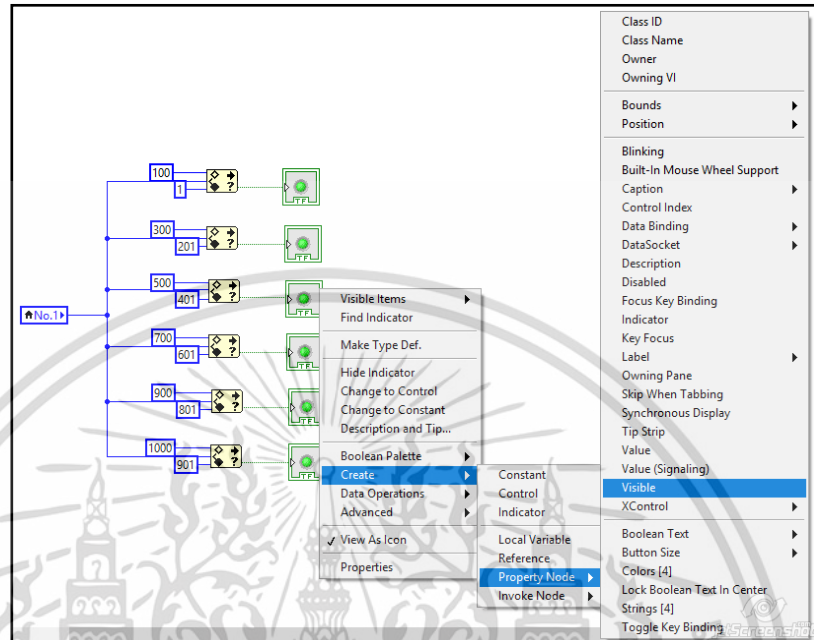 100
1
TF
300
201
TF
500
401
No.1
700
601
TF
900
801
TF
1000
901
TF
Visible Items
Find Indicator
Make Type Def.
Hide Indicator
Change to Control
Change to Constant
Description and Tip...
Boolean Palette
Create
Data Operations
Advanced
✓ View As Icon
Properties
Constant
Control
Indicator
Local Variable
Reference
Property Node
Invoke Node
Class ID
Class Name
Owner
Owning VI
Bounds
Position
Blinking
Built-In Mouse Wheel Support
Caption
Control Index
Data Binding
DataSocket
Description
Disabled
Focus Key Binding
Indicator
Key Focus
Label
Owning Pane
Skip When Tabbing
Synchronous Display
Tip Strip
Value
Value (Signaling)
Visible
XControl
Boolean Text
Button Size
Colors [4]
Lock Boolean Text In Center
Strings [4]
Toggle Key Binding